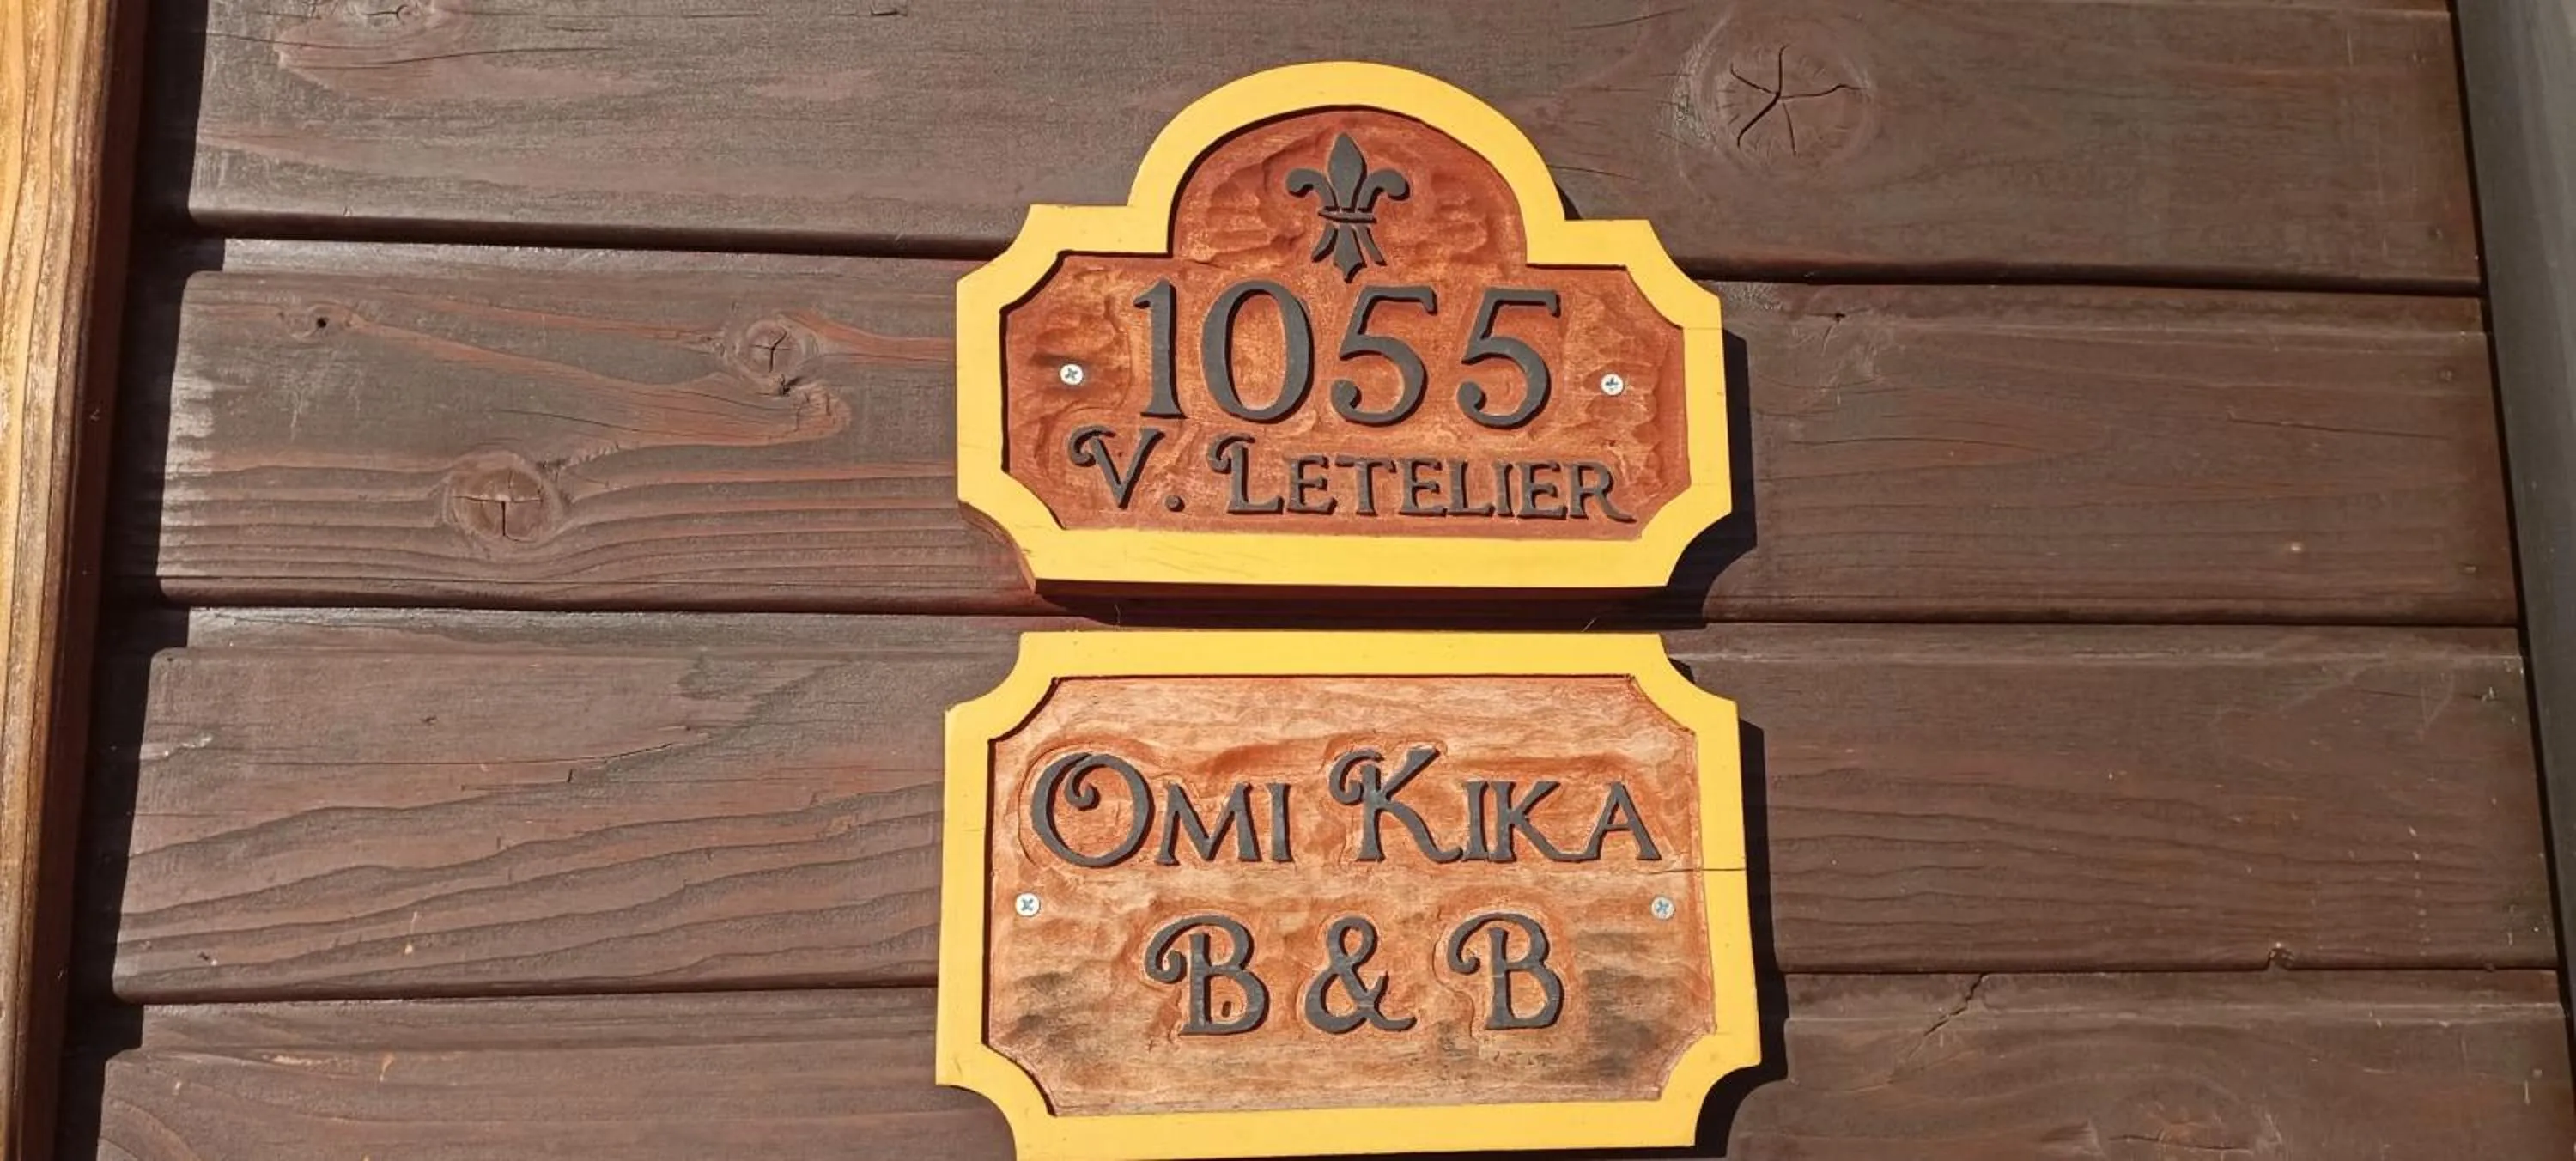 1055
V. LETELIER
OMI KIKA
B & B